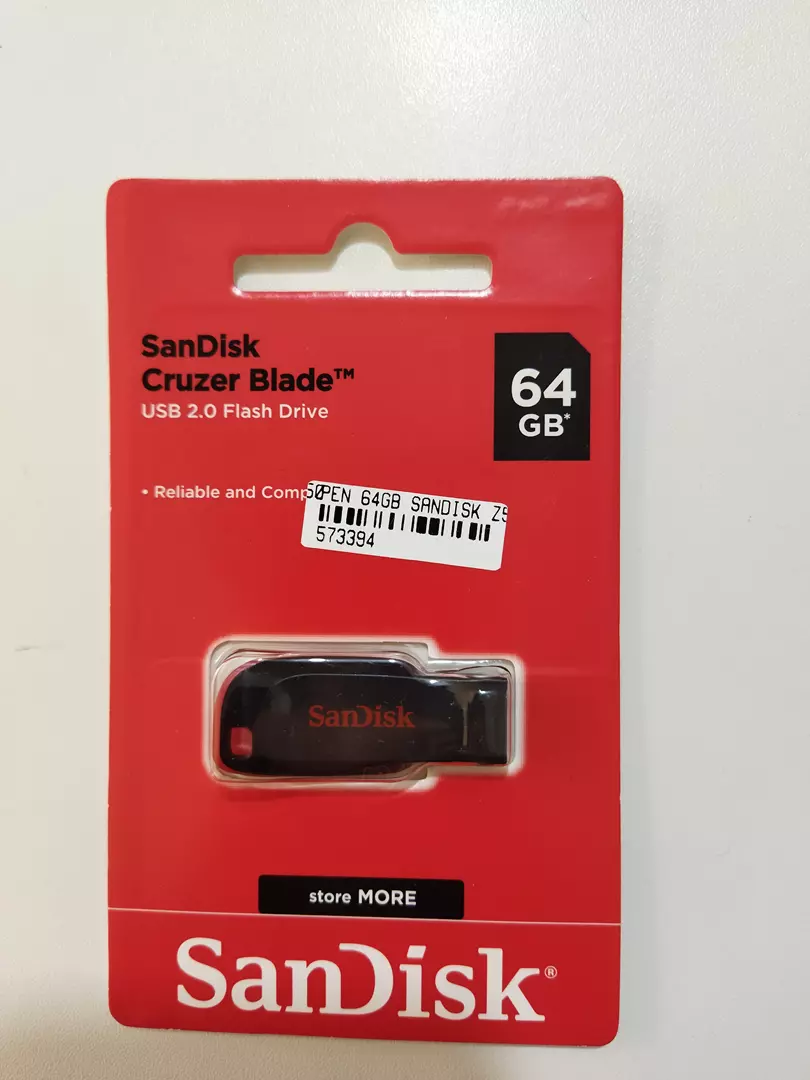 SanDisk
Cruzer Blade™
USB 2.0 Flash Drive
64
GB*
• Reliable and Comp
PEN 64GB SANDISK Z5
573394
SanDisk
store MORE
SanDisk®